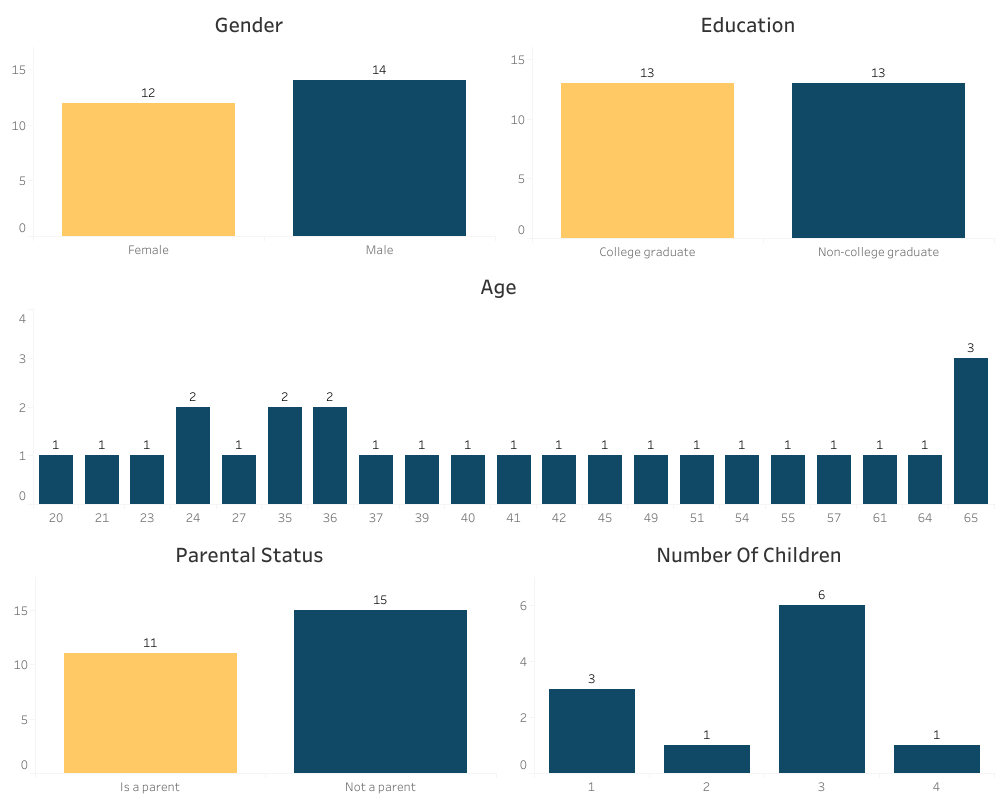 Gender
15
14
12
10
5
0
Female Male
Education
15
13 13
10
5
0
College graduate Non-college graduate
Age
4
3
3
2 2 2
2
1 1 1 1 1 1 1 1 1 1 1 1 1 1 1 1 1
1
0
20 21 23 24 27 35 36 37 39 40 41 42 45 49 51 54 55 57 61 64 65
Parental Status
15
15
11
10
5
0
Is a parent Not a parent
Number Of Children
6
6
4
3
2
1 1
0
1 2 3 4